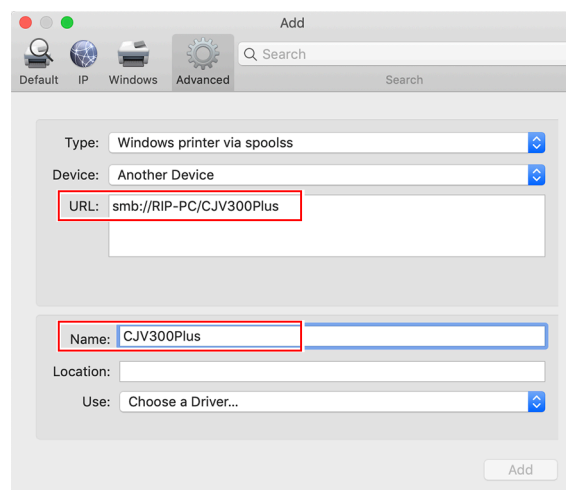 Add
Default IP Windows Advanced Search
Search
Type: Windows printer via spoolss
Device: Another Device
URL: smb://RIP-PC/CJV300Plus
Name: CJV300Plus
Location:
Use: Choose a Driver...
Add